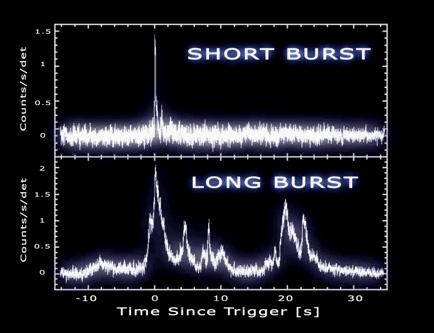 SHORT BURST
Counts/s/det
1.5
1
0.5
0
LONG BURST
Counts/s/det
2
1.5
1
0.5
0
-10 0 10 20 30
Time Since Trigger [s]